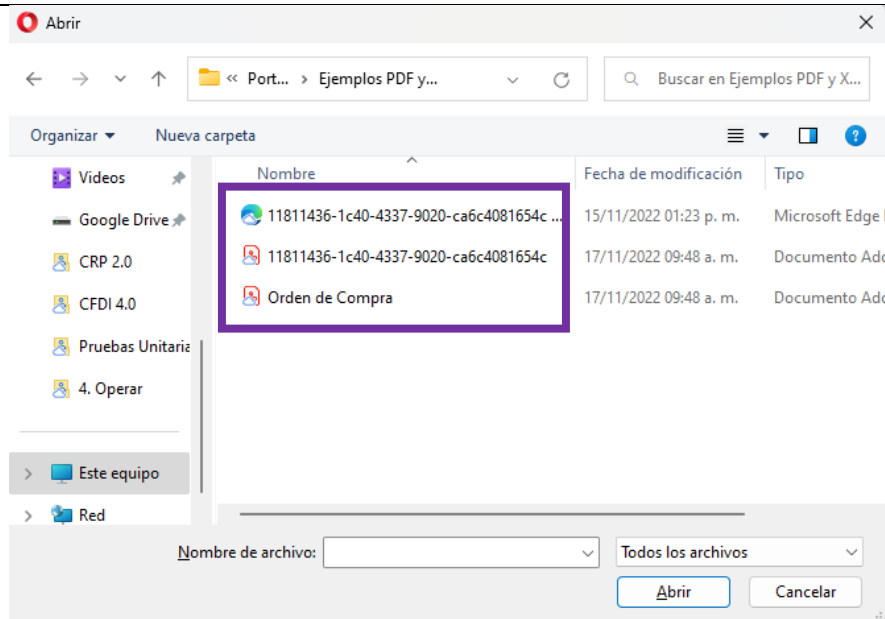 Abrir
« Port... > Ejemplos PDF y...
Buscar en Ejemplos PDF y X...
Organizar
Nueva carpeta
Nombre
Fecha de modificación
Tipo
11811436-1c40-4337-9020-ca6c4081654c ...
15/11/2022 01:23 p. m.
Microsoft Edge
11811436-1c40-4337-9020-ca6c4081654c
17/11/2022 09:48 a. m.
Documento Ado
Orden de Compra
17/11/2022 09:48 a. m.
Documento Ado
Videos
Google Drive
CRP 2.0
CFDI 4.0
Pruebas Unitaria
4. Operar
Este equipo
Red
Nombre de archivo:
Todos los archivos
Abrir
Cancelar